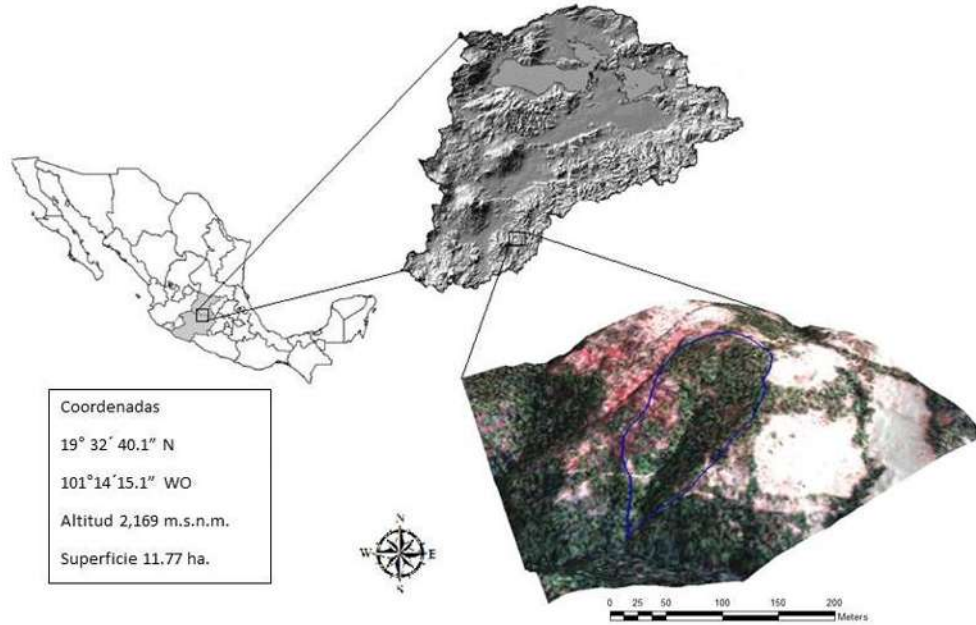 Coordenadas
19° 32´ 40.1" N
101°14´15.1" WO
Altitud 2,169 m.s.n.m.
Superficie 11.77 ha.
N
W E
S
0 25 50 100 150 200
Meters